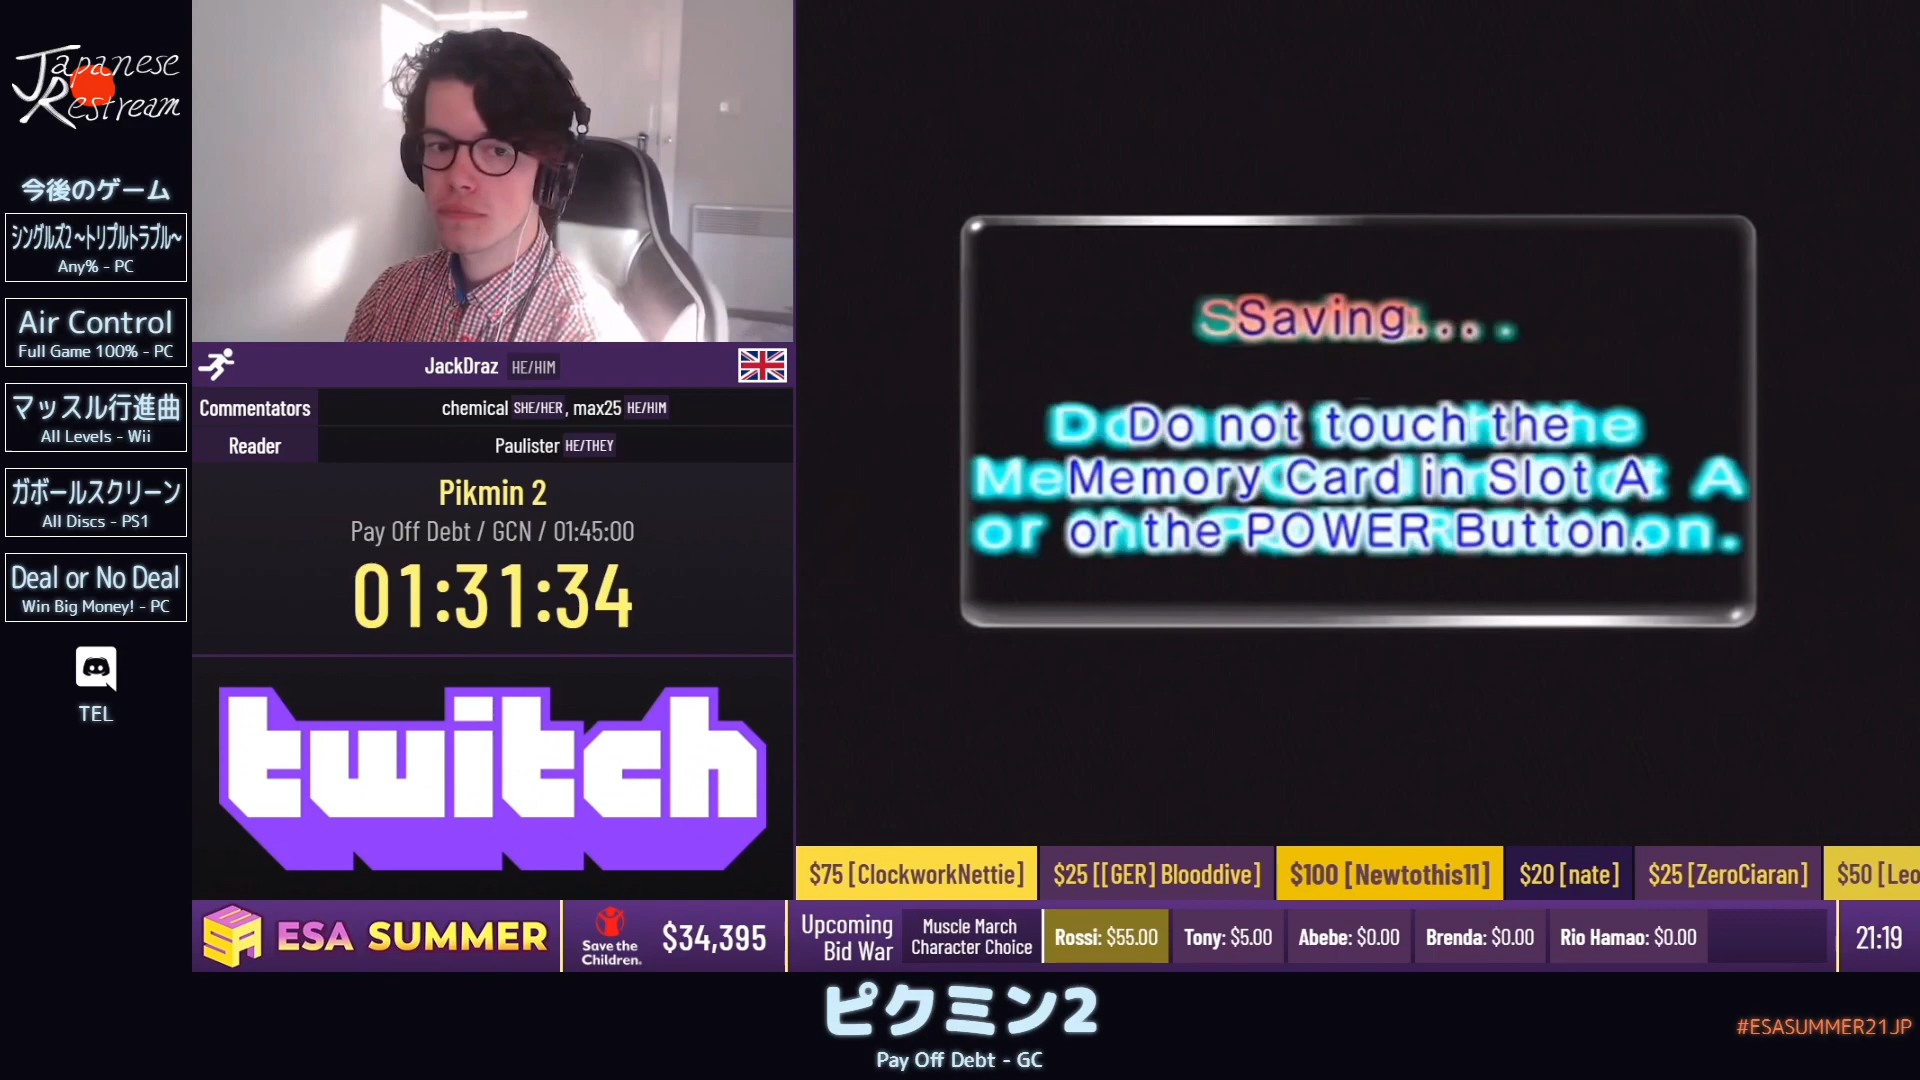 Japanese
Restream
今後のゲーム
シングルズ2～トリプルトラブル～
Any% - PC
Air Control
Full Game 100% - PC
マッスル行進曲
All Levels - Wii
ガボールスクリーン
All Discs - PS1
Deal or No Deal
Win Big Money! - PC
TEL
JackDraz HE/HIM
Commentators chemical SHE/HER, max25 HE/HIM
Reader Paulister HE/THEY
Pikmin 2
Pay Off Debt / GCN / 01:45:00
01:31:34
twitch
Saving....
Do not touch the
Memory Card in Slot A
or the POWER Button.
$75 [ClockworkNettie] $25 [[GER] Blooddive] $100 [Newtothis11] $20 [nate] $25 [ZeroCiaran] $50 [Leo
ESA SUMMER
Save the
Children.
$34,395
Upcoming
Bid War
Muscle March
Character Choice
Rossi: $55.00 Tony: $5.00 Abebe: $0.00 Brenda: $0.00 Rio Hamao: $0.00
21:19
ピクミン2
Pay Off Debt - GC
#ESASUMMER21JP